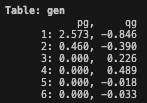 Table: gen
pg, qg
1: 2.573, −0.846
2: 0.460, −0.390
3: 0.000, 0.226
4: 0.000, 0.489
5: 0.000, −0.018
6: 0.000, −0.033